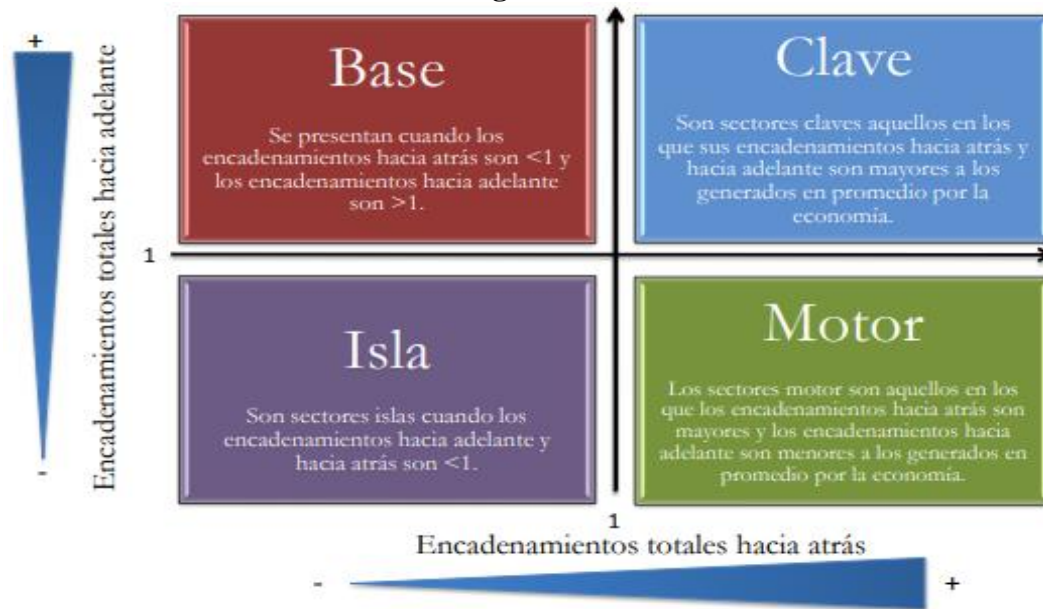 +
Encadenamientos totales hacia adelante
-
Base
Se presentan cuando los
encadenamientos hacia atrás son <1 y
los encadenamientos hacia adelante
son >1.
Clave
Son sectores claves aquellos en los
que sus encadenamientos hacia atrás y
hacia adelante son mayores a los
generados en promedio por la
economía.
1
Isla
Son sectores islas cuando los
encadenamientos hacia adelante y
hacia atrás son <1.
Motor
Los sectores motor son aquellos en los
que los encadenamientos hacia atrás son
mayores y los encadenamientos hacia
adelante son menores a los generados en
promedio por la economía.
1
Encadenamientos totales hacia atrás
- +